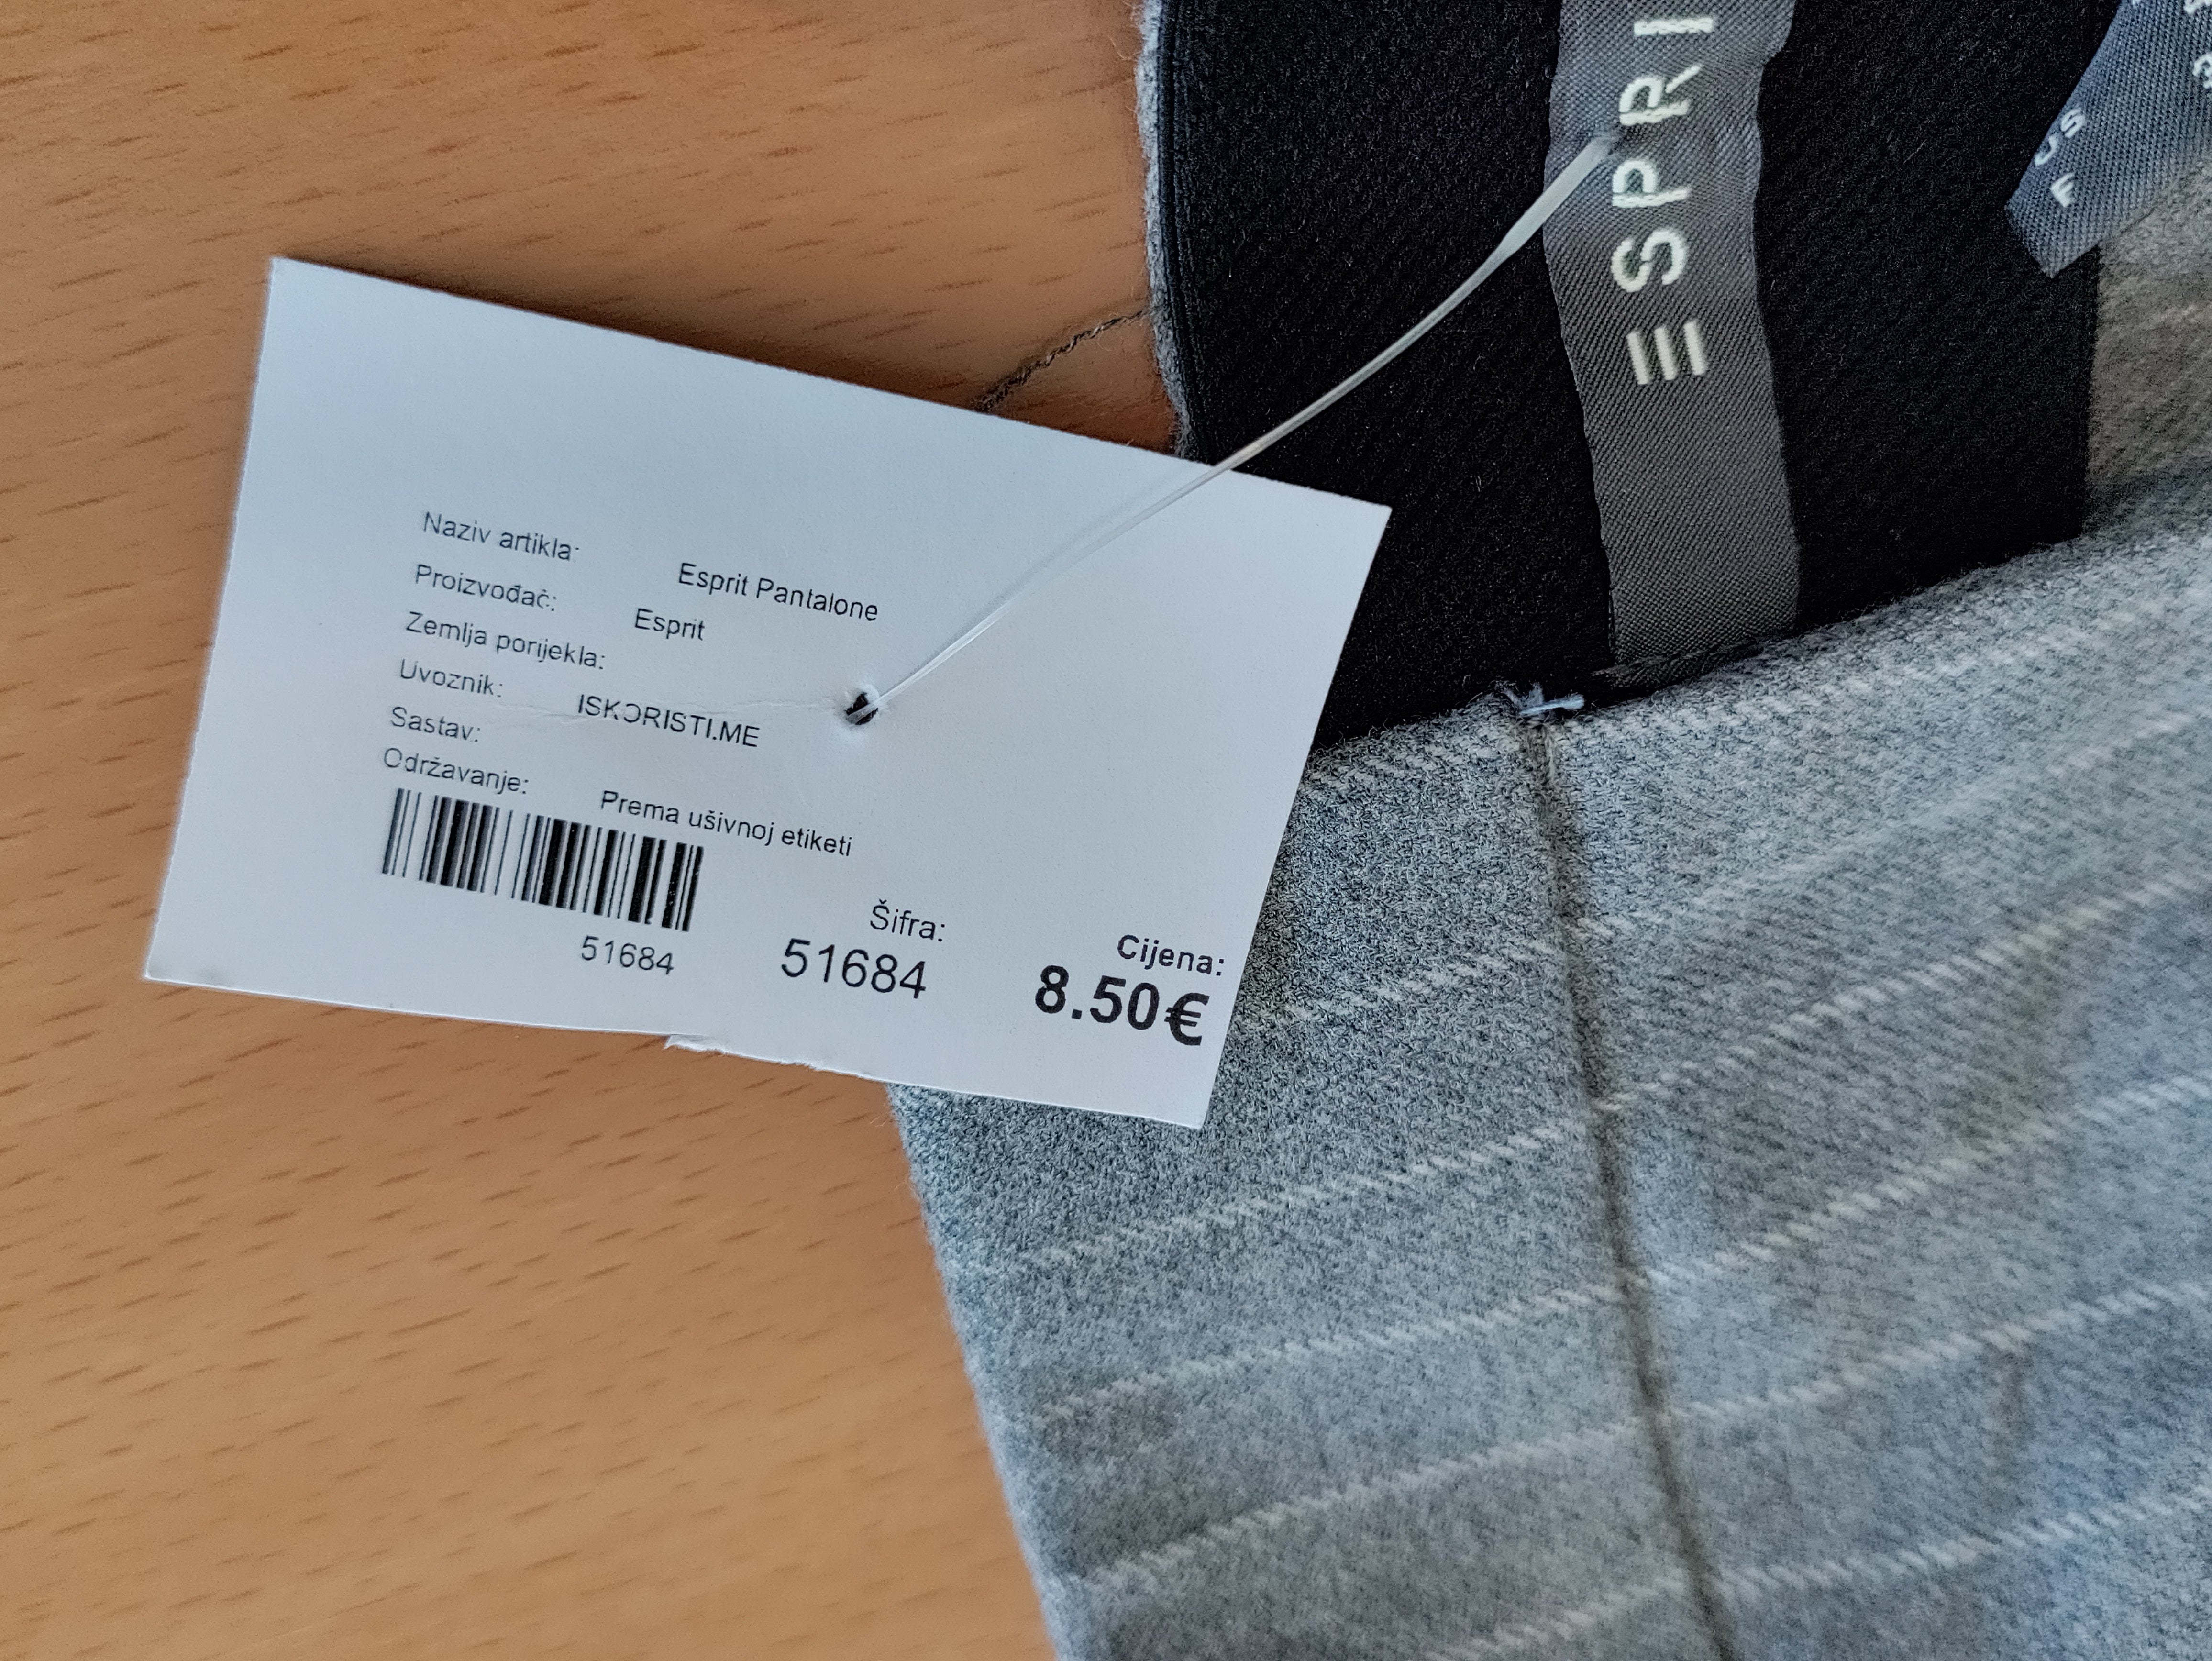 Naziv artikla: Esprit Pantalone
Proizvođač: Esprit
Zemlja porijekla:
Uvoznik: ISKORISTI.ME
Sastav:
Održavanje: Prema ušivnoj etiketi
51684
Šifra:
51684
Cijena:
8.50€
ESPRI
US
F